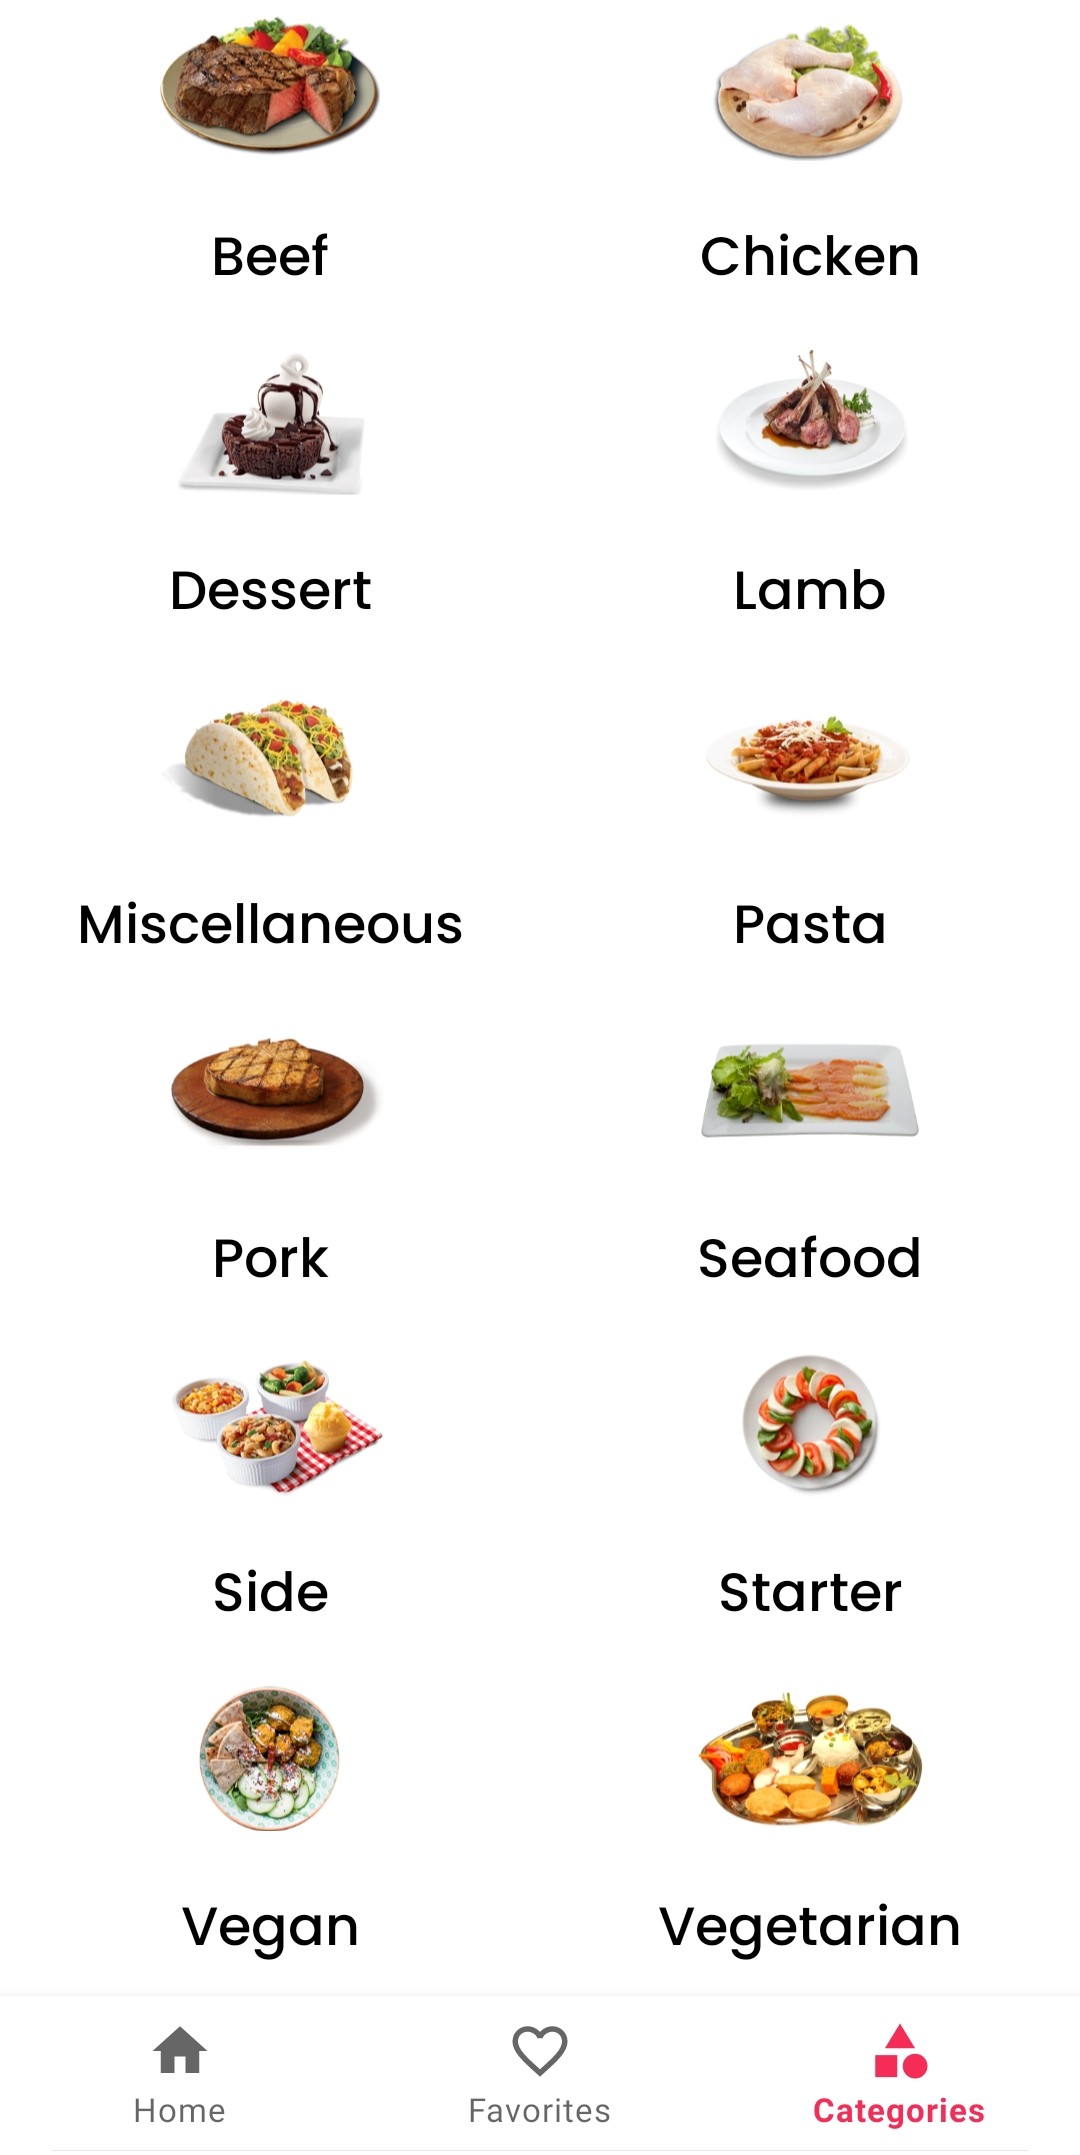 Beef
Chicken
Dessert
Lamb
Miscellaneous
Pasta
Pork
Seafood
Side
Starter
Vegan
Vegetarian
Home
Favorites
Categories